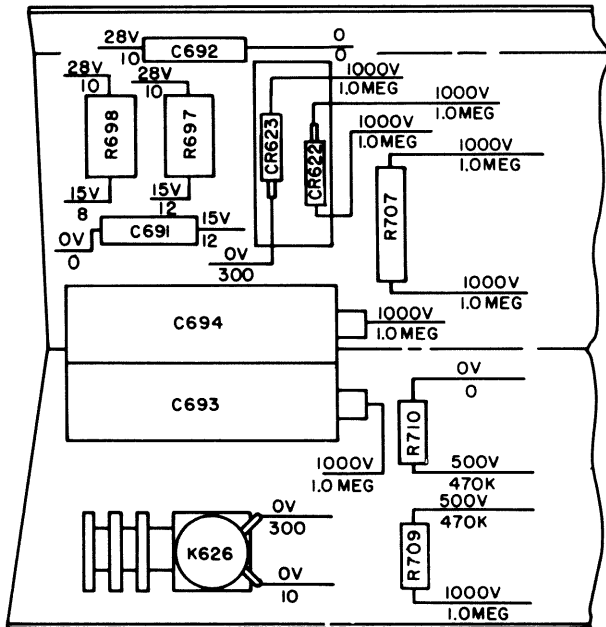 28V
10
C692
0
0
28V
10
28V
10
R698
R697
15V
8
15V
12
C691
15V
12
0V
0
CR623
CR622
1000V
1.0MEG
1000V
1.0MEG
1000V
1.0MEG
0V
300
1000V
1.0MEG
R707
1000V
1.0MEG
C694
1000V
1.0MEG
C693
1000V
1.0MEG
0V
0
R710
500V
470K
500V
470K
R709
1000V
1.0MEG
K626
0V
300
0V
10